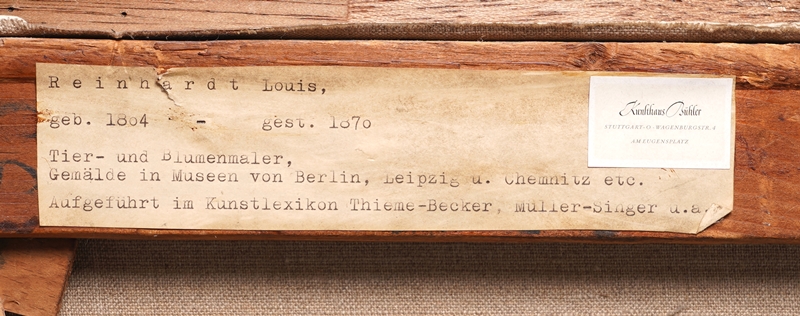 Reinhardt Louis,
geb. 1804 - gest. 1870
Tier- und Blumenmaler,
Gemälde in Museen von Berlin, Leipzig u. Chemnitz etc.
Aufgeführt im Kunstlexikon Thieme-Becker, Müller-Singer u.a.
Kunsthaus Bühler
STUTTGART-O · WAGENBURGSTR. 4
AM EUGENSPLATZ